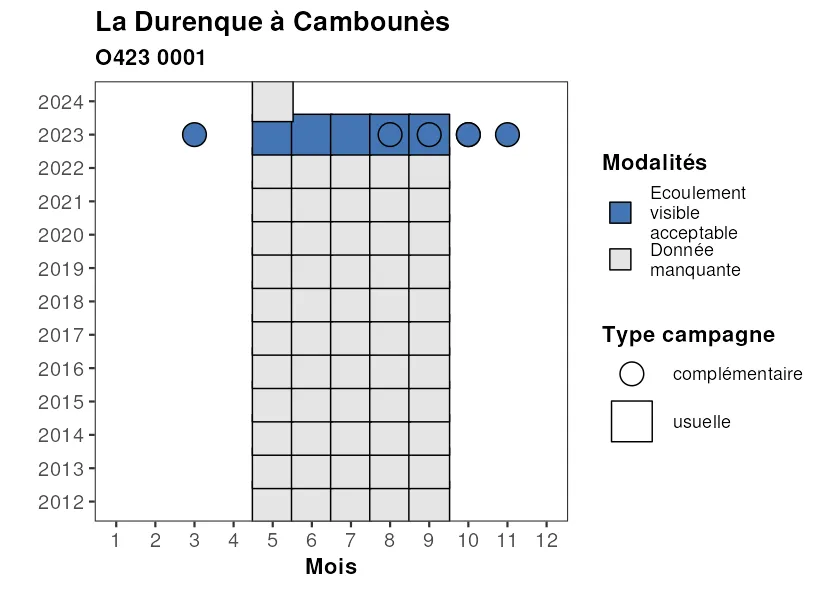 La Durenque à Cambounès
O423 0001
2024
2023
2022
2021
2020
2019
2018
2017
2016
2015
2014
2013
2012
1 2 3 4 5 6 7 8 9 10 11 12
Mois
Modalités
Ecoulement
visible
acceptable
Donnée
manquante
Type campagne
complémentaire
usuelle